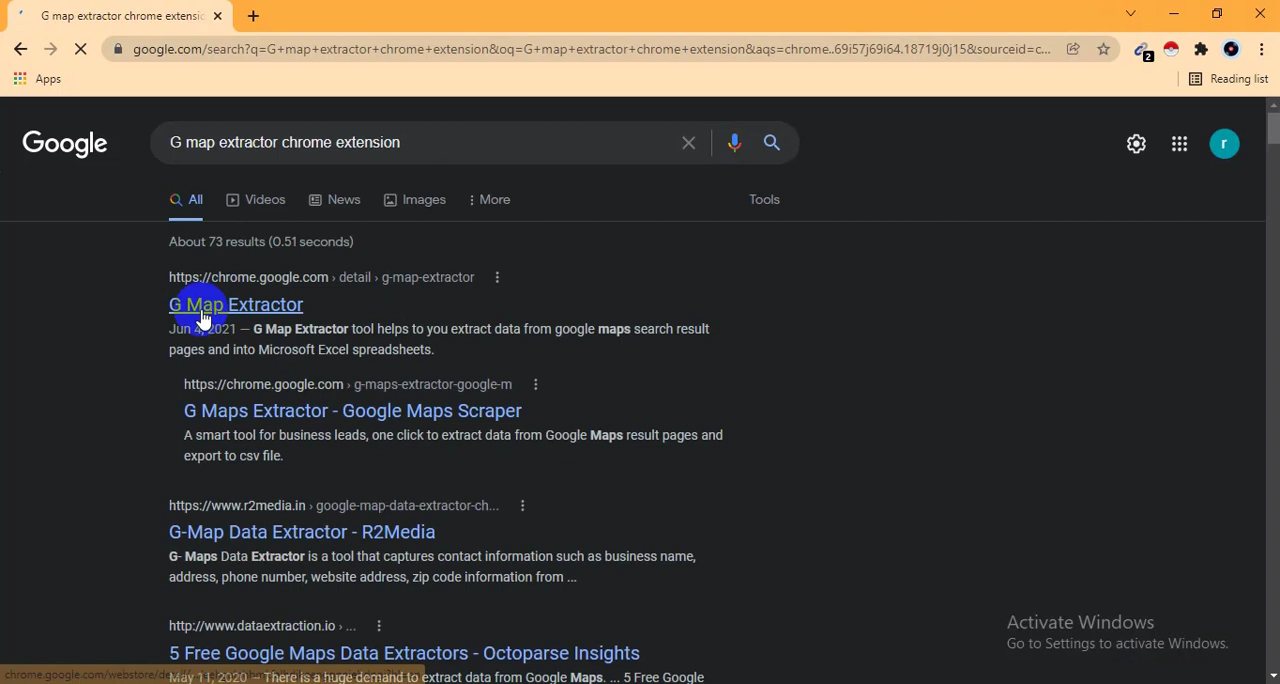 G map extractor chrome extensio
google.com/search?q=G+map+extractor+chrome+extension&oq=G+map+extractor+chrome+extension&aqs=chrome..69i57j69i64.18719j0j15&sourceid=c...
2
Apps
Reading list
Google
G map extractor chrome extension
r
All
Videos
News
Images
More
Tools
About 73 results (0.51 seconds)
https://chrome.google.com › detail › g-map-extractor
G Map Extractor
Jun 4, 2021 — G Map Extractor tool helps to you extract data from google maps search result
pages and into Microsoft Excel spreadsheets.
https://chrome.google.com › g-maps-extractor-google-m
G Maps Extractor - Google Maps Scraper
A smart tool for business leads, one click to extract data from Google Maps result pages and
export to csv file.
https://www.r2media.in › google-map-data-extractor-ch...
G-Map Data Extractor - R2Media
G- Maps Data Extractor is a tool that captures contact information such as business name,
address, phone number, website address, zip code information from ...
http://www.dataextraction.io › ...
5 Free Google Maps Data Extractors - Octoparse Insights
May 11, 2020 — There is a huge demand to extract data from Google Maps. ... 5 Free Google
Activate Windows
Go to Settings to activate Windows.